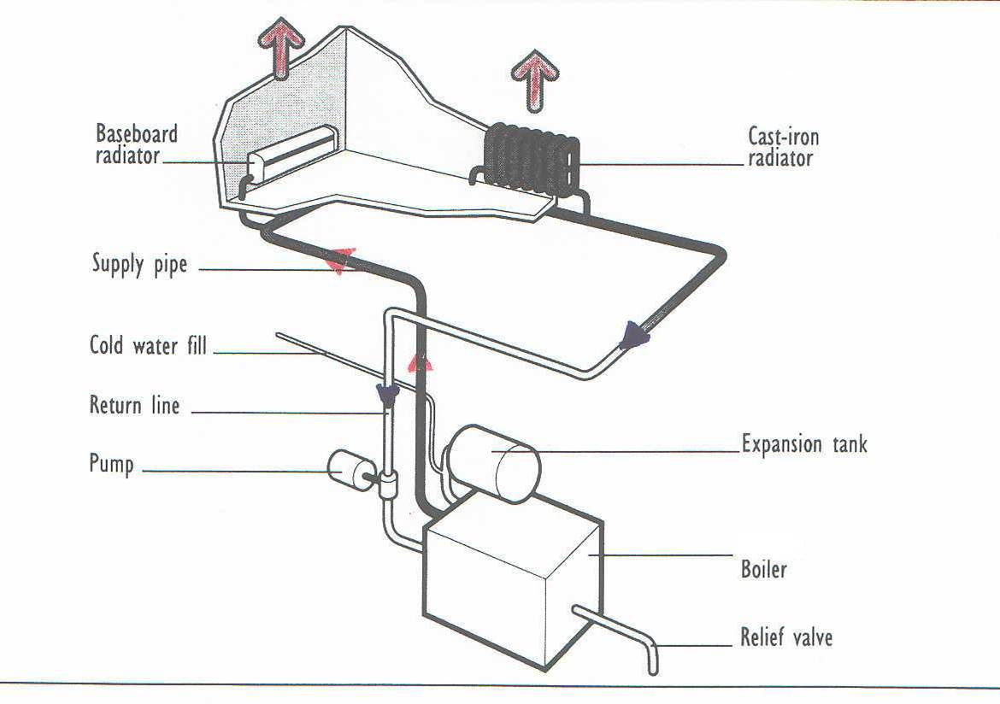 Baseboard
radiator
Cast-iron
radiator
Supply pipe
Cold water fill
Return line
Expansion tank
Pump
Boiler
Relief valve